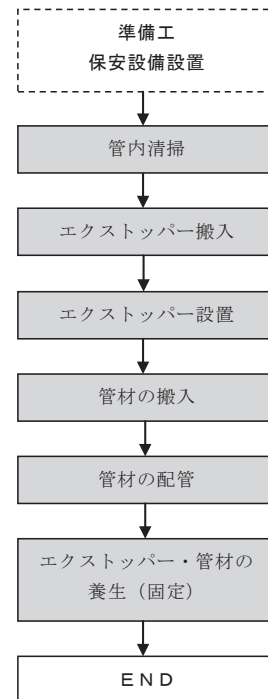 準備工
保安設備設置
管内清掃
エクストッパー搬入
エクストッパー設置
管材の搬入
管材の配管
エクストッパー・管材の
養生（固定）
ＥＮＤ